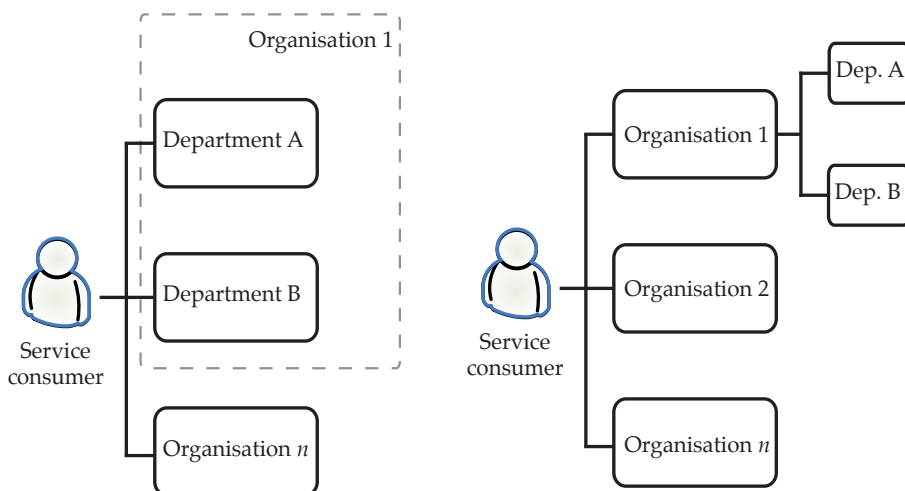 Organisation 1
Department A
Department B
Service
consumer
Organisation n
Dep. A
Organisation 1
Dep. B
Organisation 2
Service
consumer
Organisation n